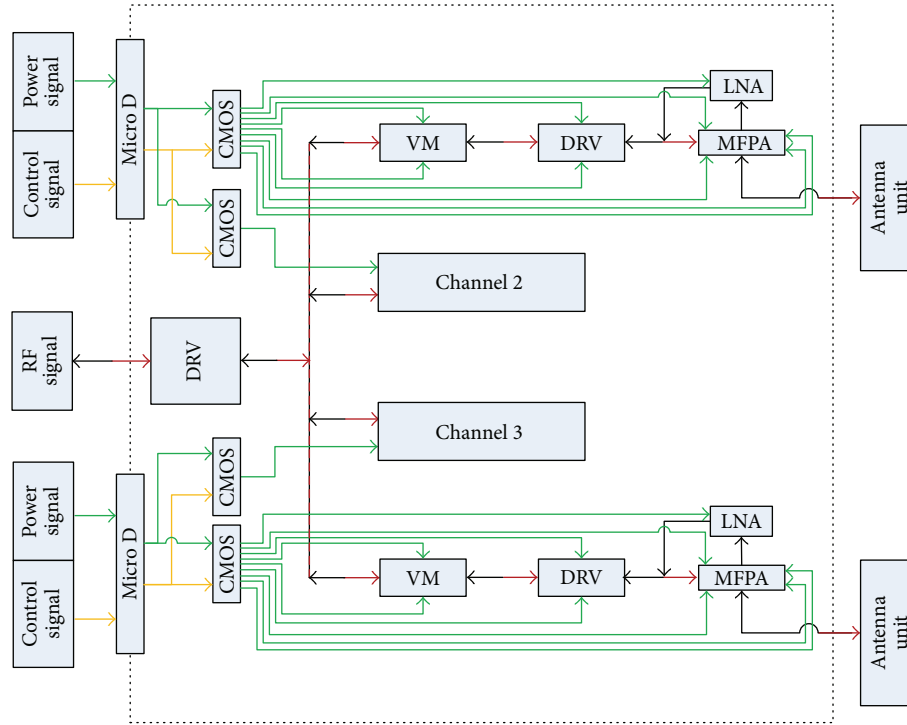 Power
signal
Control
signal
Micro D
CMOS
CMOS
VM
DRV
LNA
MFPA
Antenna
unit
Channel 2
RF
signal
DRV
Channel 3
Power
signal
Control
signal
Micro D
CMOS
CMOS
VM
DRV
LNA
MFPA
Antenna
unit